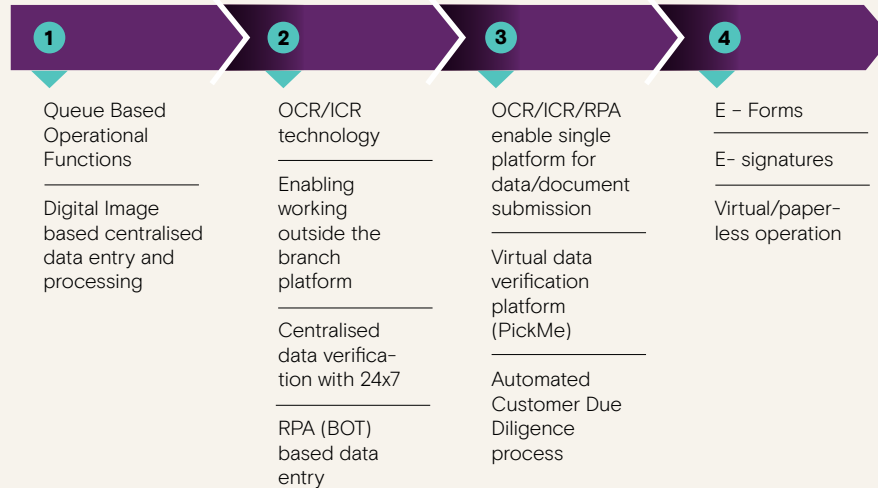 1
Queue Based
Operational
Functions
Digital Image
based centralised
data entry and
processing
2
OCR/ICR
technology
Enabling
working
outside the
branch
platform
Centralised
data verifica-
tion with 24x7
RPA (BOT)
based data
entry
3
OCR/ICR/RPA
enable single
platform for
data/document
submission
Virtual data
verification
platform
(PickMe)
Automated
Customer Due
Diligence
process
4
E – Forms
E- signatures
Virtual/paper-
less operation